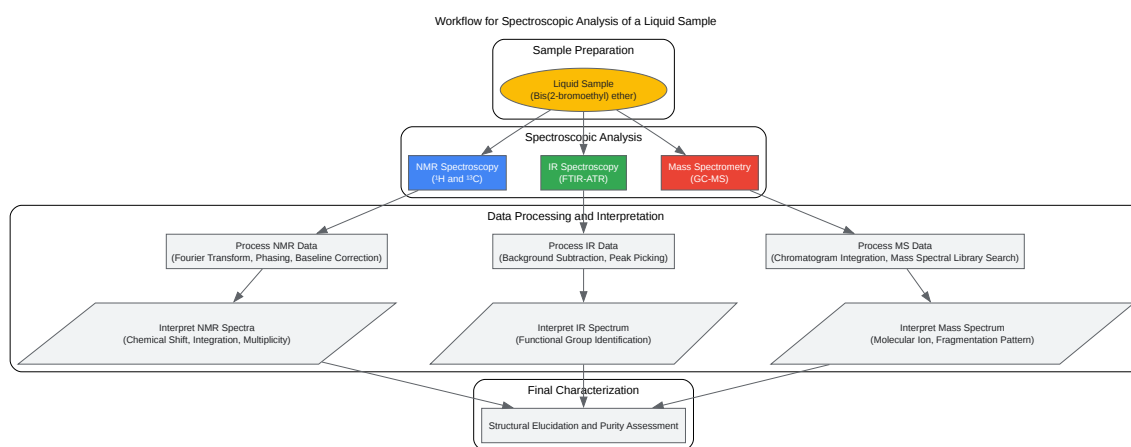 Workflow for Spectroscopic Analysis of a Liquid Sample
Sample Preparation
Liquid Sample
(Bis(2-bromoethyl) ether)
Spectroscopic Analysis
NMR Spectroscopy
(¹H and ¹³C)
IR Spectroscopy
(FTIR-ATR)
Mass Spectrometry
(GC-MS)
Data Processing and Interpretation
Process NMR Data
(Fourier Transform, Phasing, Baseline Correction)
Process IR Data
(Background Subtraction, Peak Picking)
Process MS Data
(Chromatogram Integration, Mass Spectral Library Search)
Interpret NMR Spectra
(Chemical Shift, Integration, Multiplicity)
Interpret IR Spectrum
(Functional Group Identification)
Interpret Mass Spectrum
(Molecular Ion, Fragmentation Pattern)
Final Characterization
Structural Elucidation and Purity Assessment